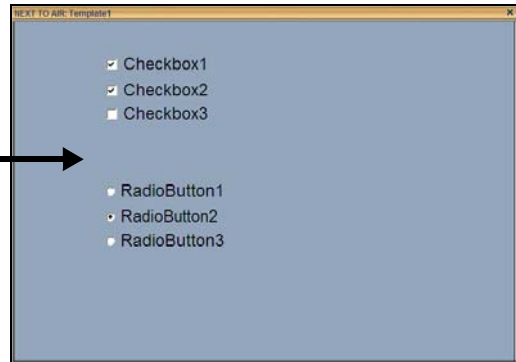 NEXT TO AIR: Template1
Checkbox1
Checkbox2
Checkbox3
RadioButton1
RadioButton2
RadioButton3